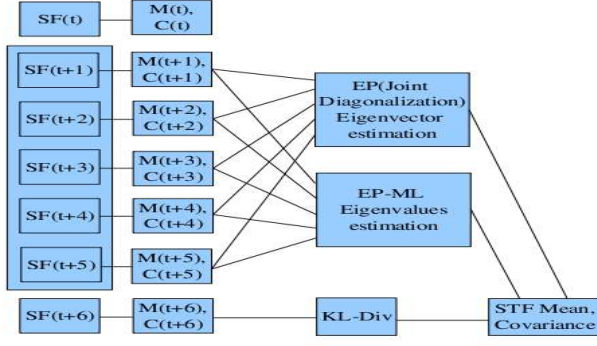 SF(t)
M(t),
C(t)
SF(t+1)
M(t+1),
C(t+1)
SF(t+2)
M(t+2),
C(t+2)
SF(t+3)
M(t+3),
C(t+3)
SF(t+4)
M(t+4),
C(t+4)
SF(t+5)
M(t+5),
C(t+5)
SF(t+6)
M(t+6),
C(t+6)
EP(Joint
Diagonalization)
Eigenvector
estimation
EP-ML
Eigenvalues
estimation
KL-Div
STF Mean,
Covariance